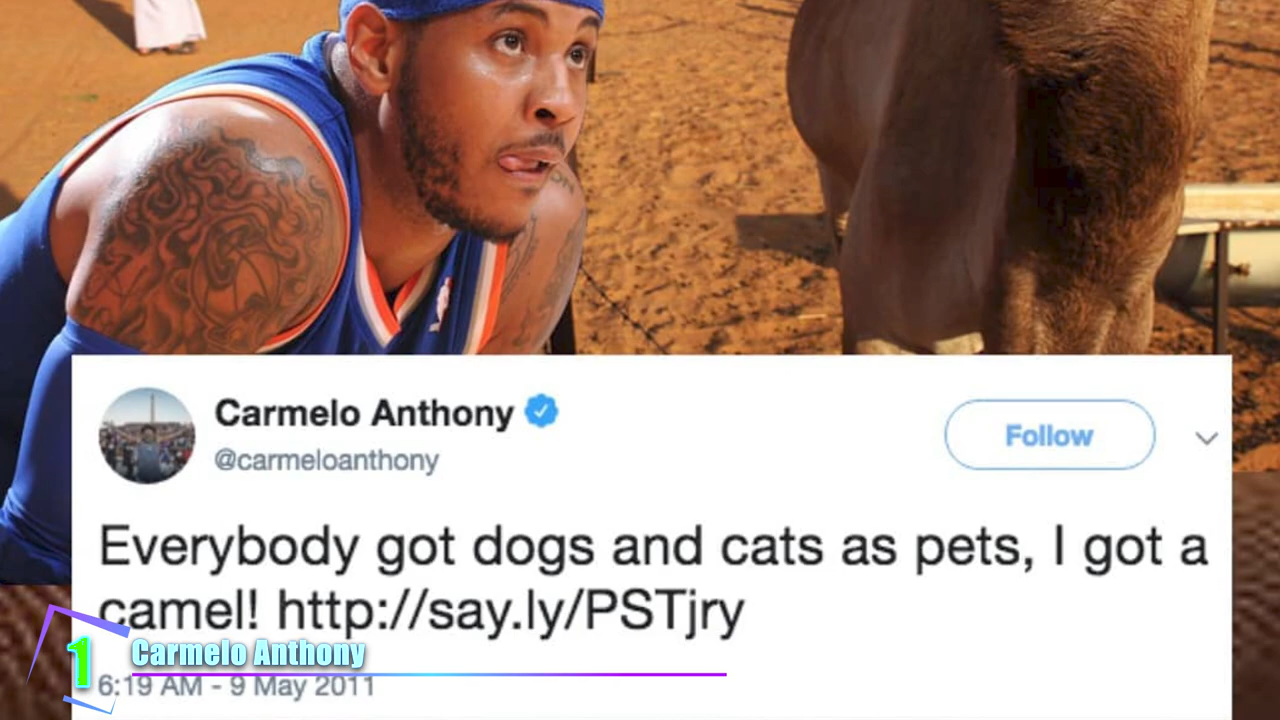 Carmelo Anthony
@carmeloanthony
Follow
Everybody got dogs and cats as pets, I got a
camel! http://say.ly/PSTjry
1
Carmelo Anthony
6:19 AM - 9 May 2011